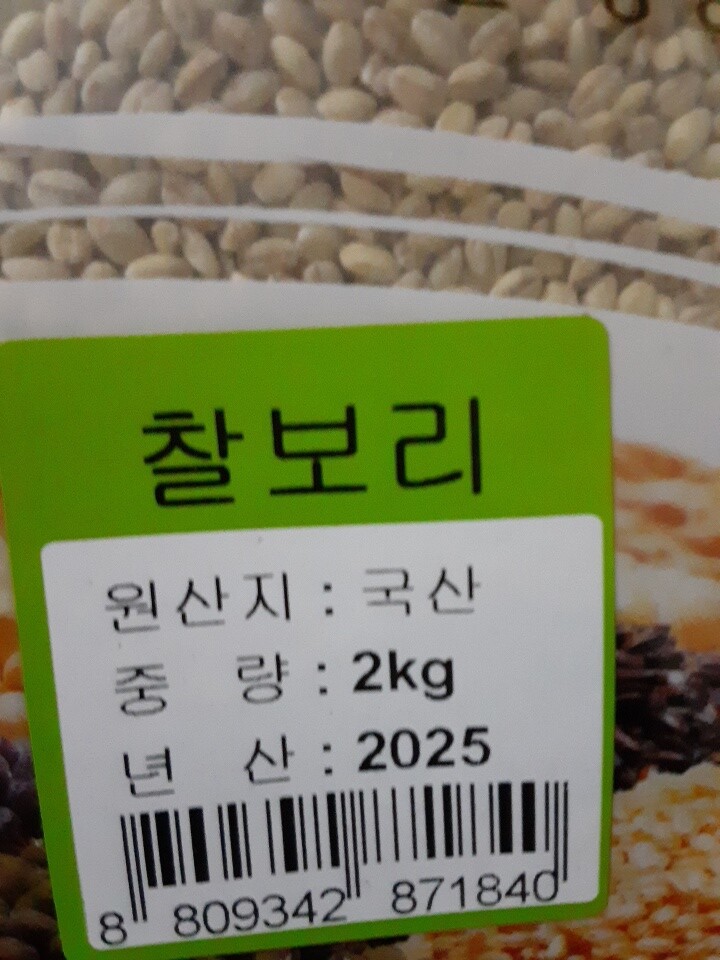 찰보리
원산지 : 국산
중 량 : 2kg
년 산 : 2025
8 809342 871840